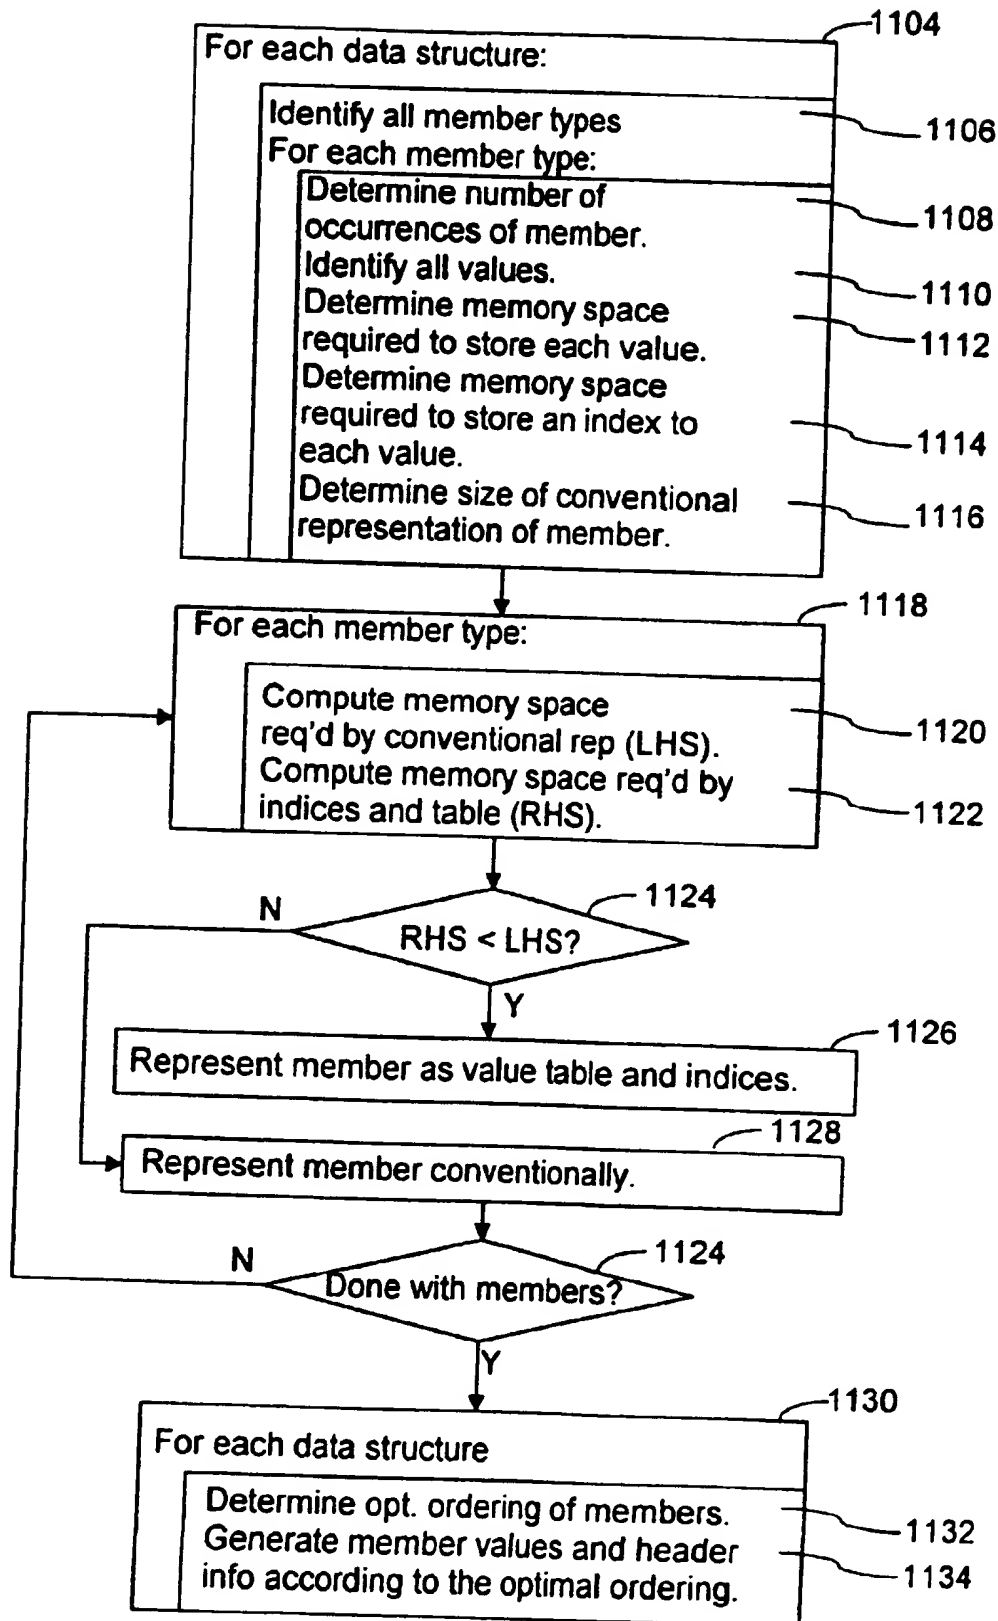 1104
For each data structure:
Identify all member types
1106
For each member type:
Determine number of
1108
occurrences of member.
Identify all values.
1110
Determine memory space
1112
required to store each value.
Determine memory space
required to store an index to
1114
each value.
Determine size of conventional
1116
representation of member.
1118
For each member type:
Compute memory space
1120
req'd by conventional rep (LHS).
Compute memory space req'd by
1122
indices and table (RHS).
1124
N
RHS < LHS?
Y
1126
Represent member as value table and indices.
1128
Represent member conventionally.
1124
N
Done with members?
Y
1130
For each data structure
Determine opt. ordering of members.
1132
Generate member values and header
1134
info according to the optimal ordering.